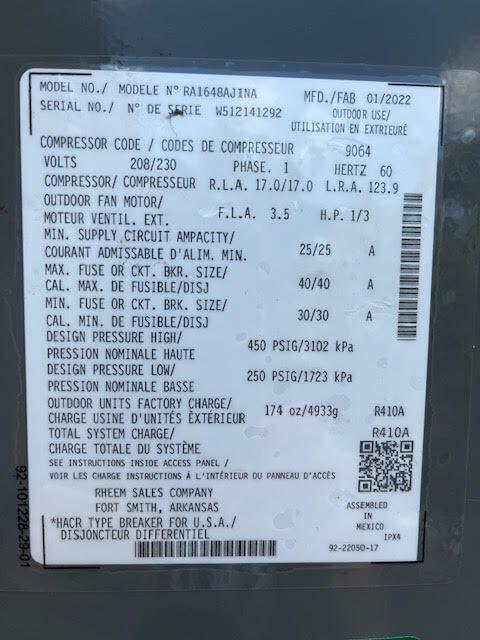 MODEL NO./ MODELE N° RA1648AJ1NA MFD./FAB 01/2022
SERIAL NO./ N° DE SERIE W512141292 OUTDOOR USE/
UTILISATION EN EXTRIEURÉ
COMPRESSOR CODE / CODES DE COMPRESSEUR 9064
VOLTS 208/230 PHASE. 1 HERTZ 60
COMPRESSOR/ COMPRESSEUR R.L.A. 17.0/17.0 L.R.A. 123.9
OUTDOOR FAN MOTOR/
MOTEUR VENTIL. EXT. F.L.A. 3.5 H.P. 1/3
MIN. SUPPLY CIRCUIT AMPACITY/
COURANT ADMISSABLE D'ALIM. MIN. 25/25 A
MAX. FUSE OR CKT. BKR. SIZE/
CAL. MAX. DE FUSIBLE/DISJ 40/40 A
MIN. FUSE OR CKT. BRK. SIZE/
CAL. MIN. DE FUSIBLE/DISJ 30/30 A
DESIGN PRESSURE HIGH/
PRESSION NOMINALE HAUTE 450 PSIG/3102 kPa
DESIGN PRESSURE LOW/
PRESSION NOMINALE BASSE 250 PSIG/1723 kPa
OUTDOOR UNITS FACTORY CHARGE/
CHARGE USINE D'UNITÉS ÈXTÉRIEUR 174 oz/4933g R410A
TOTAL SYSTEM CHARGE/ R410A
CHARGE TOTALE DU SYSTÈME
SEE INSTRUCTIONS INSIDE ACCESS PANEL /
VOIR LES CHARGE INSTRUCTIONS A L'INTÉRIEUR DU PANNEAU D'ACCÈS
RHEEM SALES COMPANY
FORT SMITH, ARKANSAS
ASSEMBLED IN MEXICO
*HACR TYPE BREAKER FOR U.S.A./
DISJONCTEUR DIFFERENTIEL
IPX4
92-22050-17
92-101228-29-01